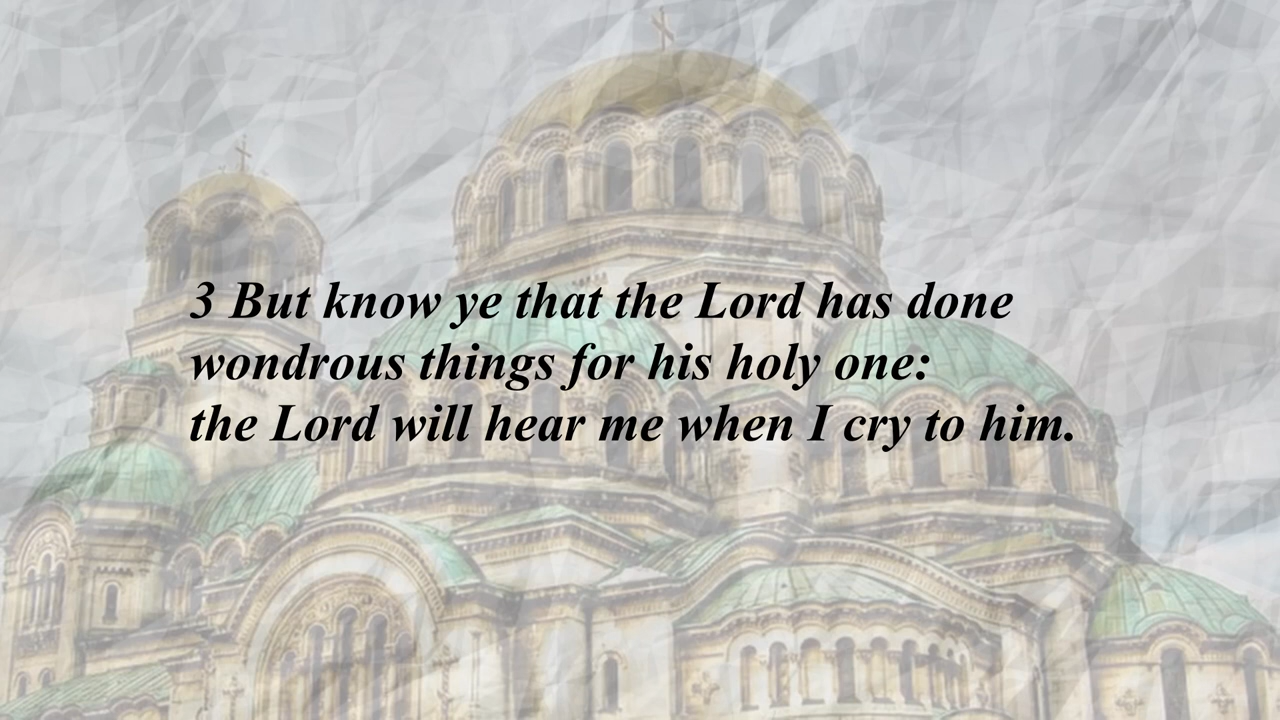 3 But know ye that the Lord has done
wondrous things for his holy one:
the Lord will hear me when I cry to him.